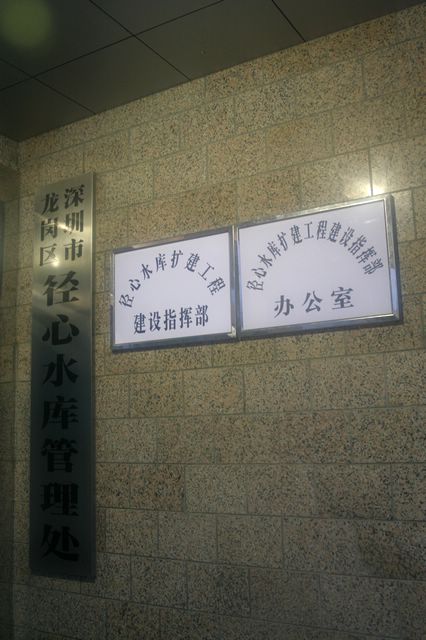 深圳市
龙岗区
径心水库管理处
径心水库扩建工程
建设指挥部
径心水库扩建工程建设指挥部
办公室